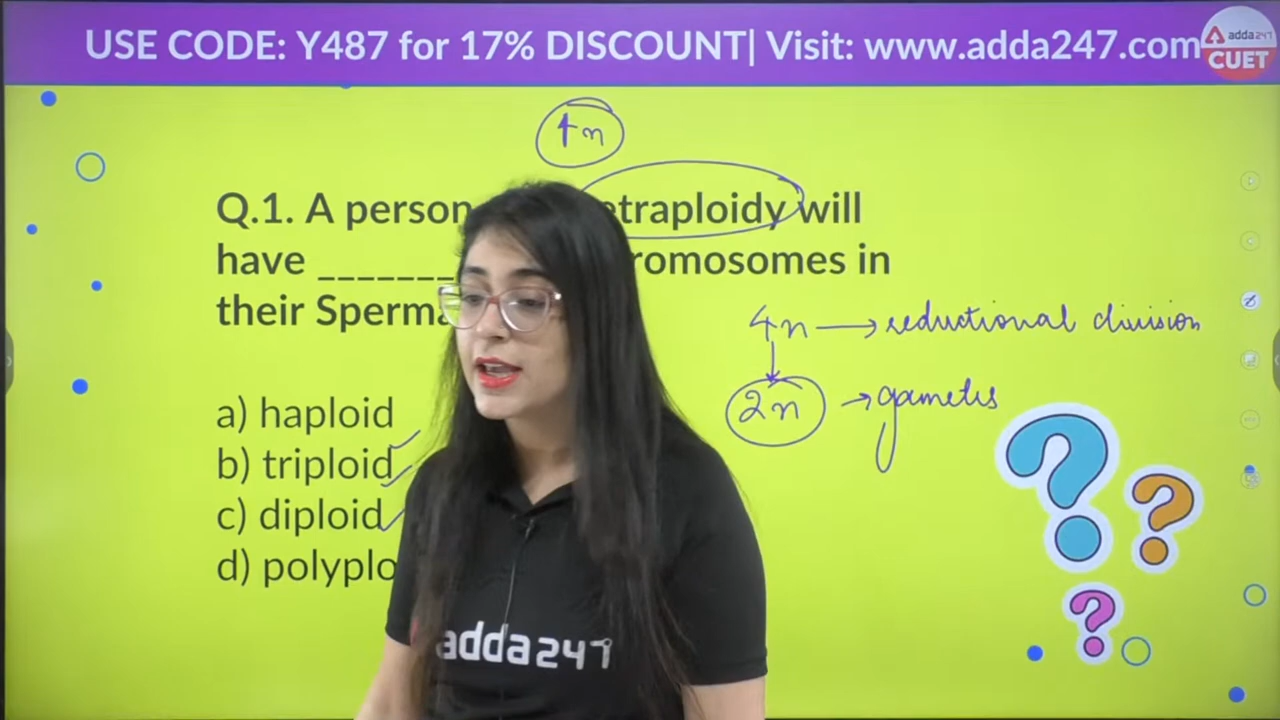 USE CODE: Y487 for 17% DISCOUNT| Visit: www.adda247.com
adda247
CUET
4n
Q.1. A person etraploidy will
have _______ romosomes in
their Sperma
4n → reductional division
2n → gametes
a) haploid
b) triploid
c) diploid
d) polyplo
adda247